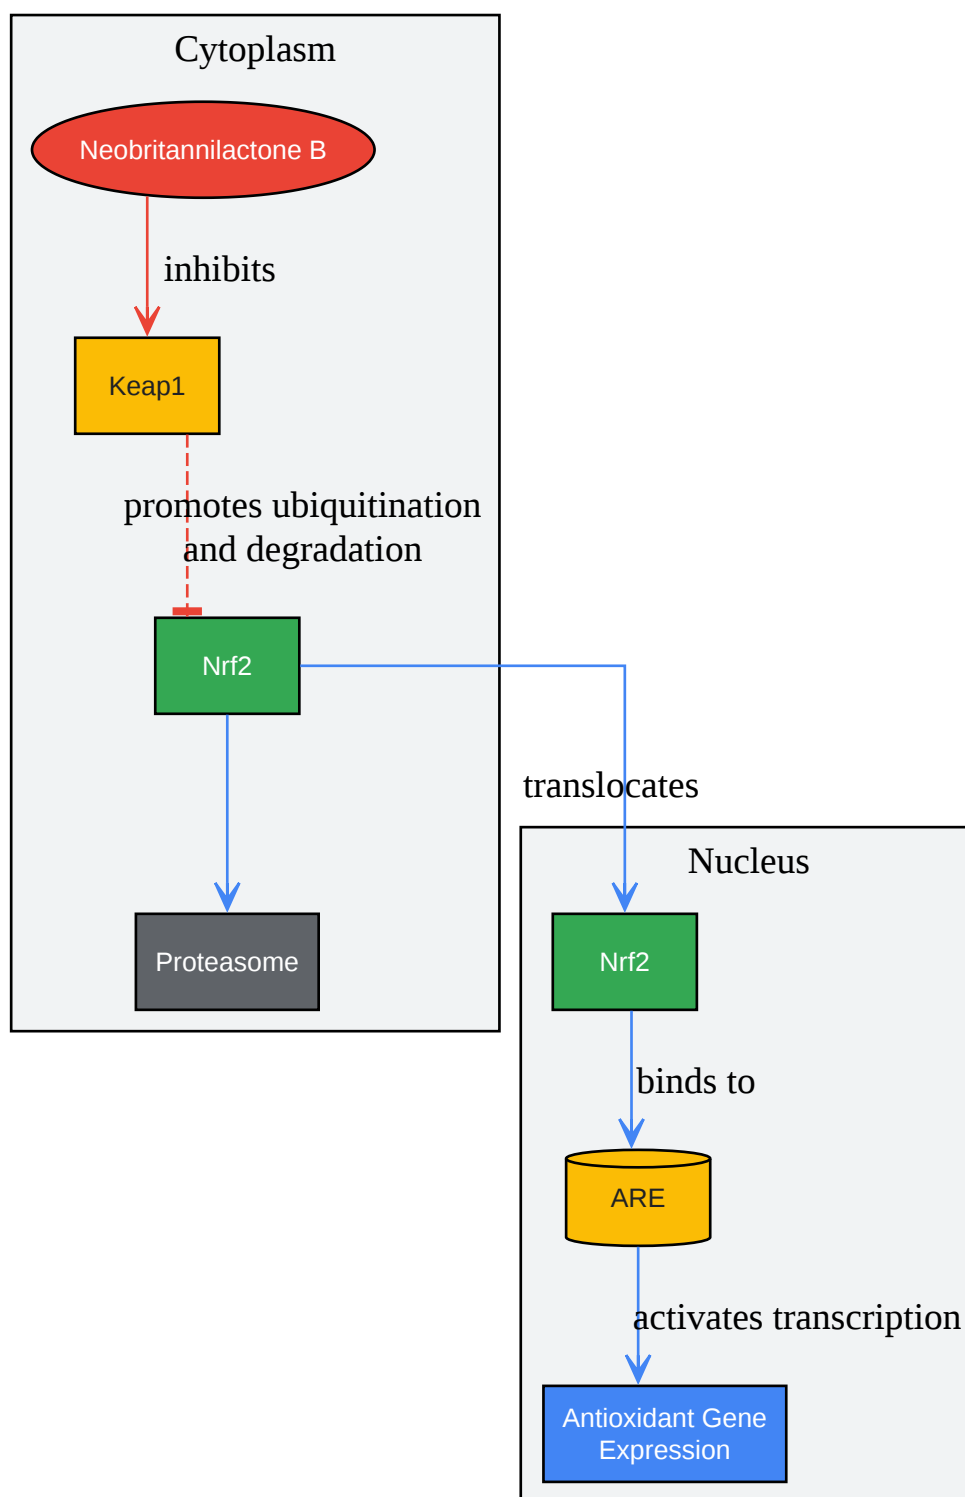 Cytoplasm
Neobritannilactone B
inhibits
Keap1
promotes ubiquitination
and degradation
Nrf2
translocates
Nucleus
Proteasome
Nrf2
binds to
ARE
activates transcription
Antioxidant Gene
Expression